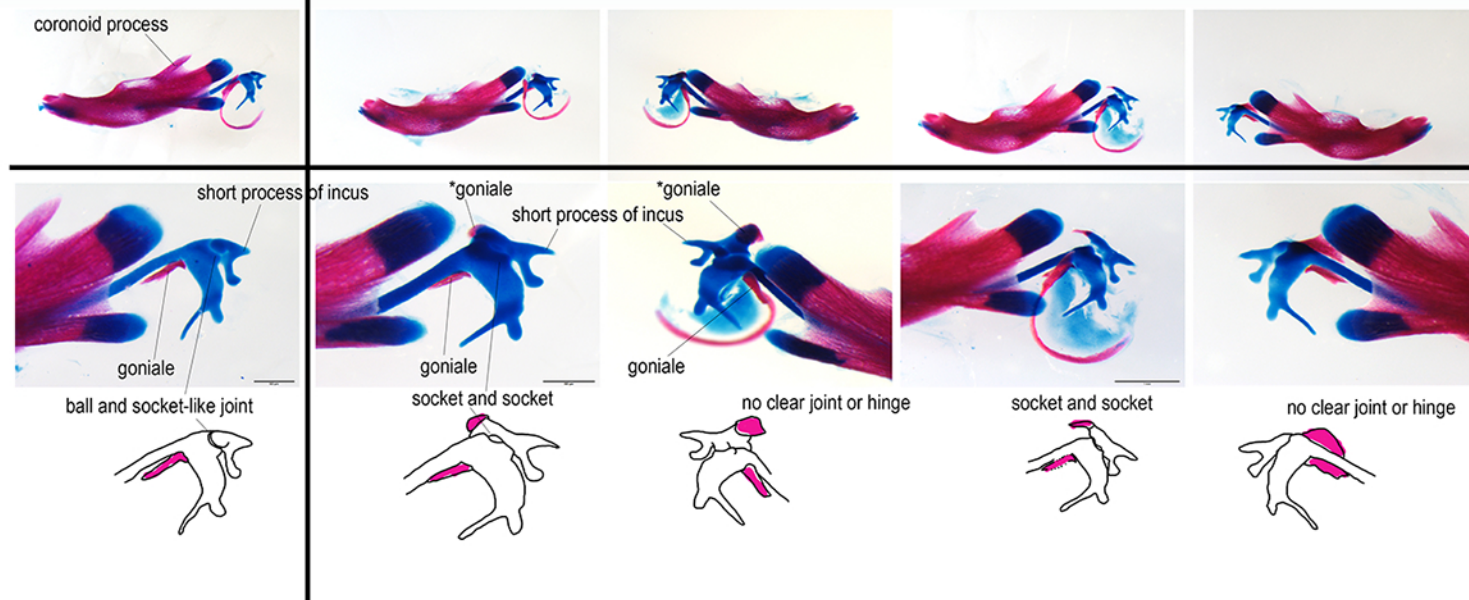 coronoid process
short process of incus
*goniale
short process of incus
*goniale
goniale
goniale
goniale
ball and socket-like joint
socket and socket
no clear joint or hinge
socket and socket
no clear joint or hinge